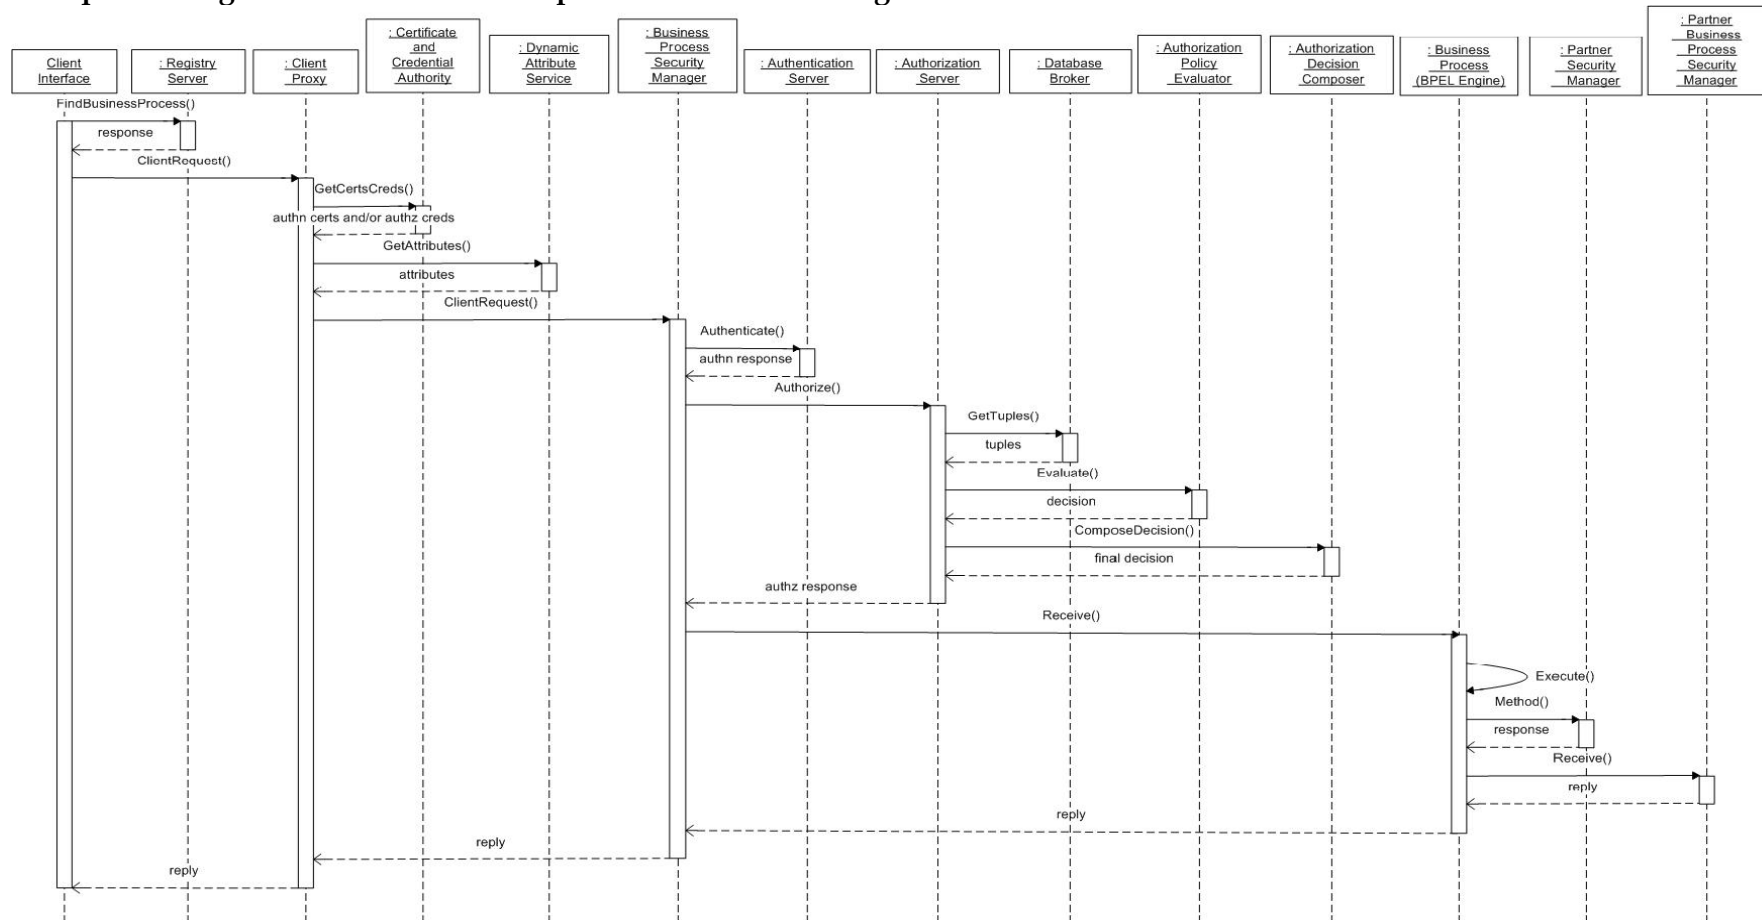 Client
Interface
: Registry
Server
: Client
Proxy
: Certificate
and
Credential
Authority
: Dynamic
Attribute
Service
: Business
Process
Security
Manager
: Authentication
Server
: Authorization
Server
: Database
Broker
: Authorization
Policy
Evaluator
: Authorization
Decision
Composer
: Business
Process
(BPEL Engine)
: Partner
Security
Manager
: Partner
Business
Process
Security
Manager
FindBusinessProcess()
response
ClientRequest()
GetCertsCreds()
authn certs and/or authz creds
GetAttributes()
attributes
ClientRequest()
Authenticate()
authn response
Authorize()
GetTuples()
tuples
Evaluate()
decision
ComposeDecision()
final decision
authz response
Receive()
Execute()
Method()
response
Receive()
reply
reply
reply
reply